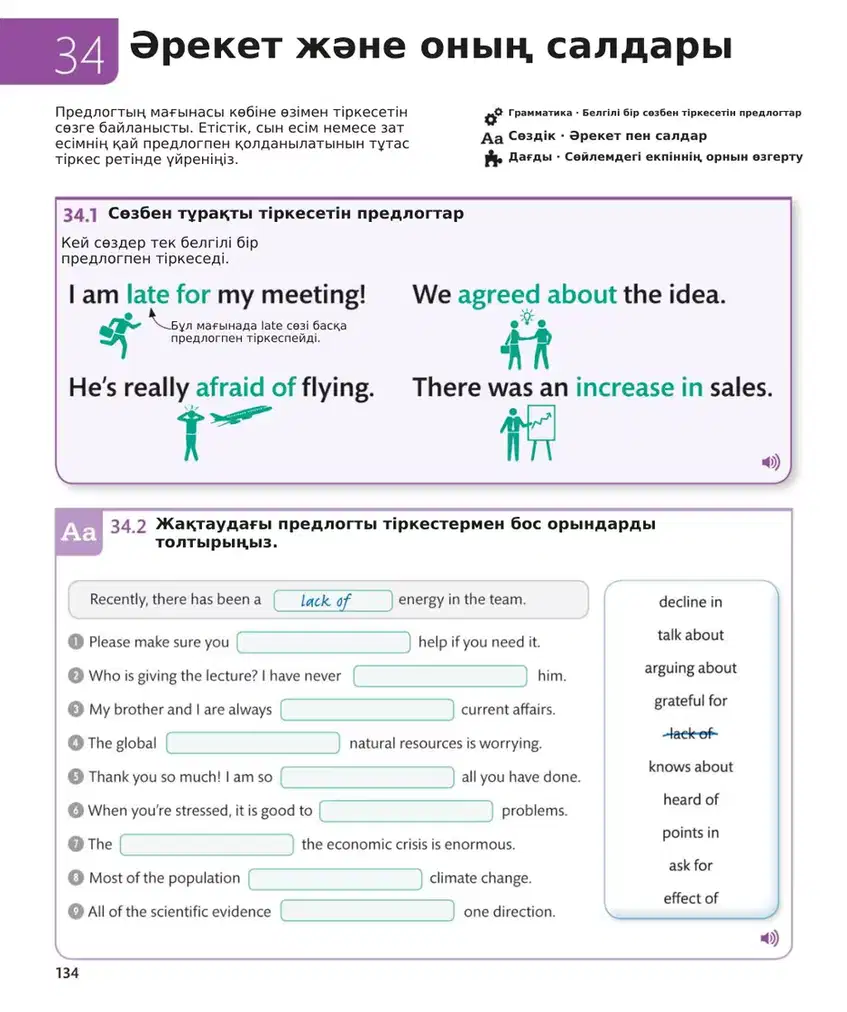 34 Әрекет және оның салдары
Предлогтың мағынасы көбіне өзімен тіркесетін
сөзге байланысты. Етістік, сын есім немесе зат
есімнің қай предлогпен қолданылатынын тұтас
тіркес ретінде үйреніңіз.
Грамматика · Белгілі бір сөзбен тіркесетін предлогтар
Aa Сөздік · Әрекет пен салдар
Дағды · Сөйлемдегі екпіннің орнын өзгерту
34.1 Сөзбен тұрақты тіркесетін предлогтар
Кей сөздер тек белгілі бір
предлогпен тіркеседі.
I am late for my meeting!
Бұл мағынада late сөзі басқа
предлогпен тіркеспейді.
We agreed about the idea.
He's really afraid of flying.
There was an increase in sales.
Aa 34.2 Жақтаудағы предлогты тіркестермен бос орындарды
толтырыңыз.
Recently, there has been a lack of energy in the team.
1 Please make sure you help if you need it.
2 Who is giving the lecture? I have never him.
3 My brother and I are always current affairs.
4 The global natural resources is worrying.
5 Thank you so much! I am so all you have done.
6 When you're stressed, it is good to problems.
7 The the economic crisis is enormous.
8 Most of the population climate change.
9 All of the scientific evidence one direction.
decline in
talk about
arguing about
grateful for
lack of
knows about
heard of
points in
ask for
effect of
134